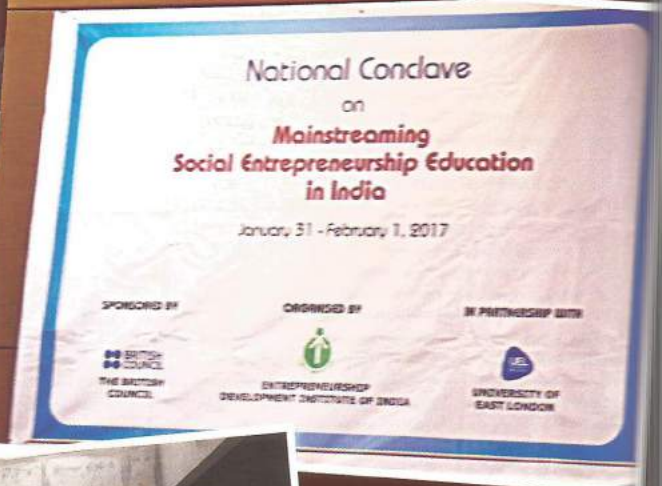 National Conclave
on
Mainstreaming
Social Entrepreneurship Education
in India
January 31 - February 1, 2017
SPONSORED BY
ORGANISED BY
IN PARTNERSHIP WITH
BRITISH
COUNCIL
THE BRITISH
COUNCIL
ENTREPRENEURSHIP
DEVELOPMENT INSTITUTE OF INDIA
UEL
UNIVERSITY OF
EAST LONDON